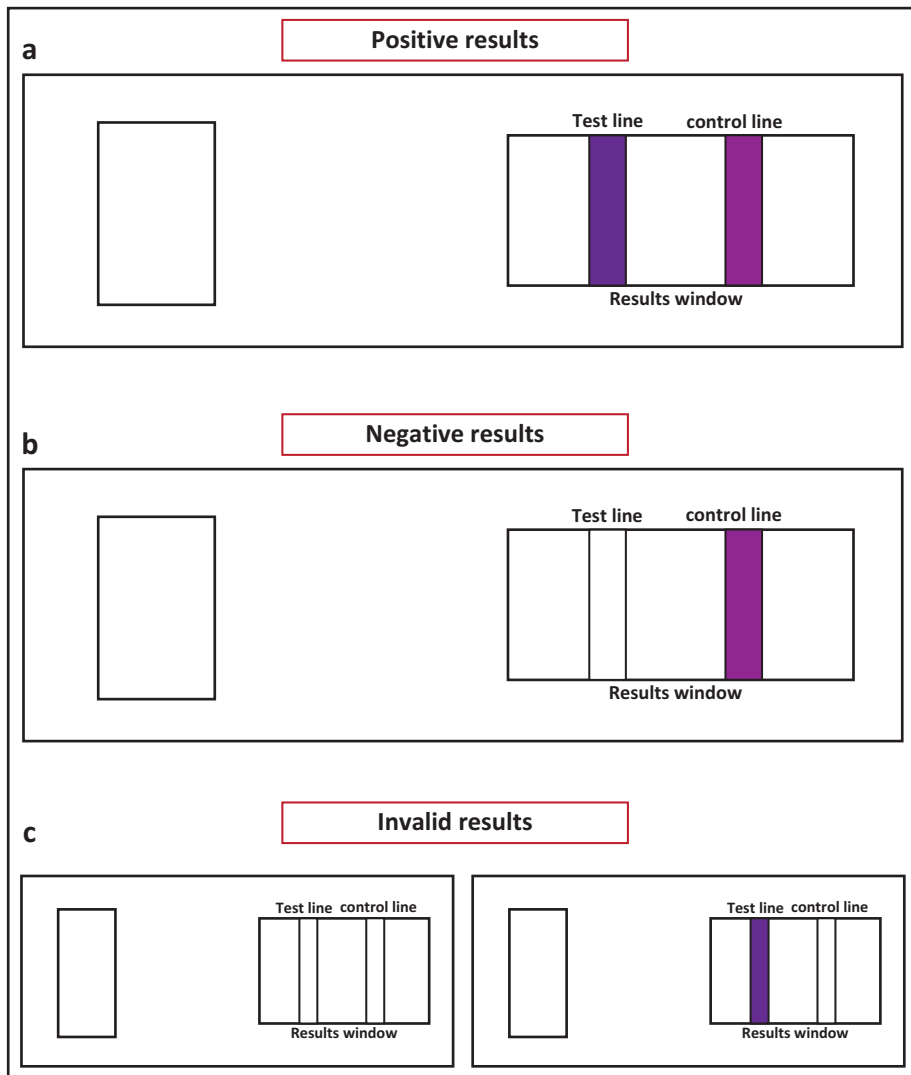 Positive results
a
Test line control line
Results window
Negative results
b
Test line control line
Results window
Invalid results
c
Test line control line
Results window
Test line control line
Results window